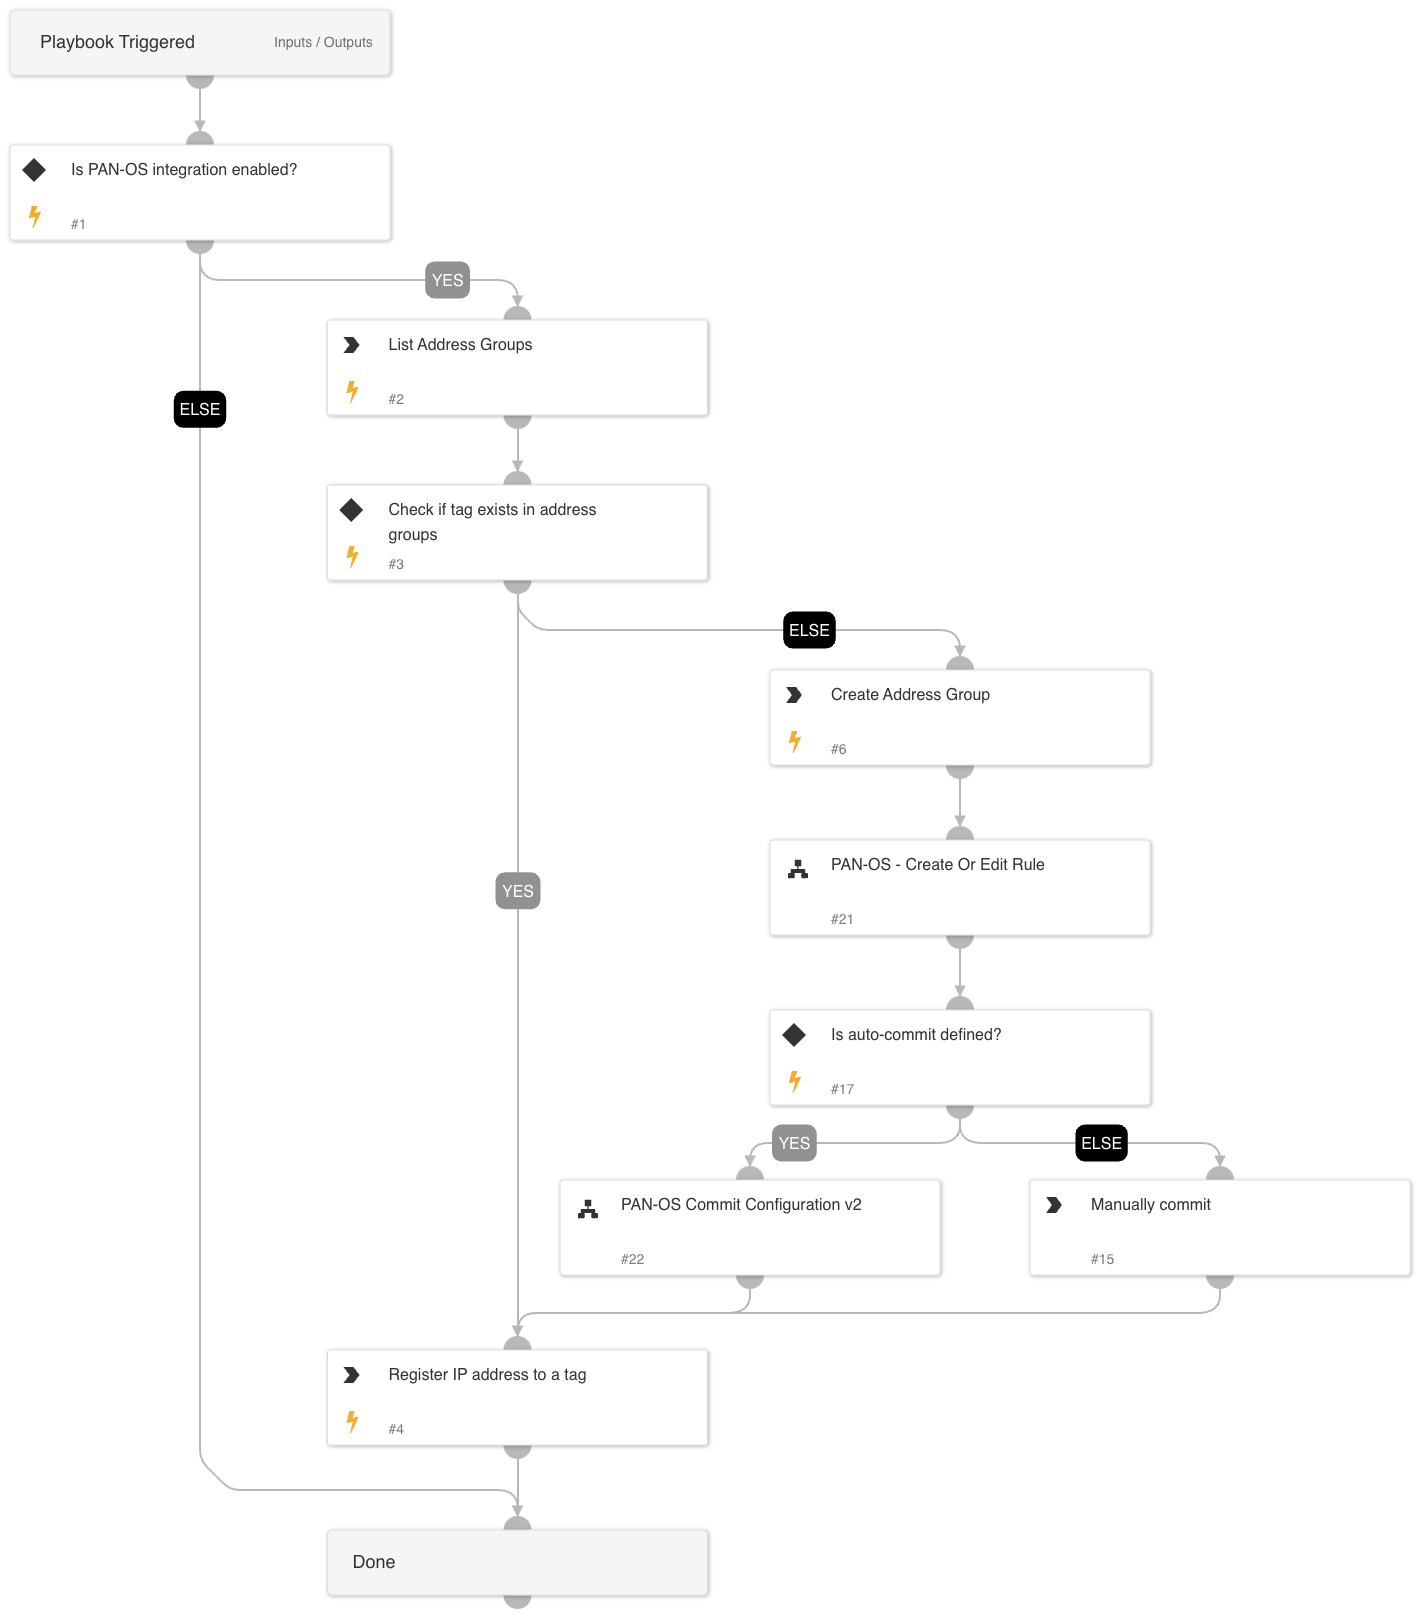 Playbook Triggered
Inputs / Outputs
Is PAN-OS integration enabled?
#1
YES
List Address Groups
#2
ELSE
Check if tag exists in address
groups
#3
ELSE
Create Address Group
#6
PAN-OS - Create Or Edit Rule
#21
YES
Is auto-commit defined?
#17
YES
ELSE
PAN-OS Commit Configuration v2
#22
Manually commit
#15
Register IP address to a tag
#4
Done